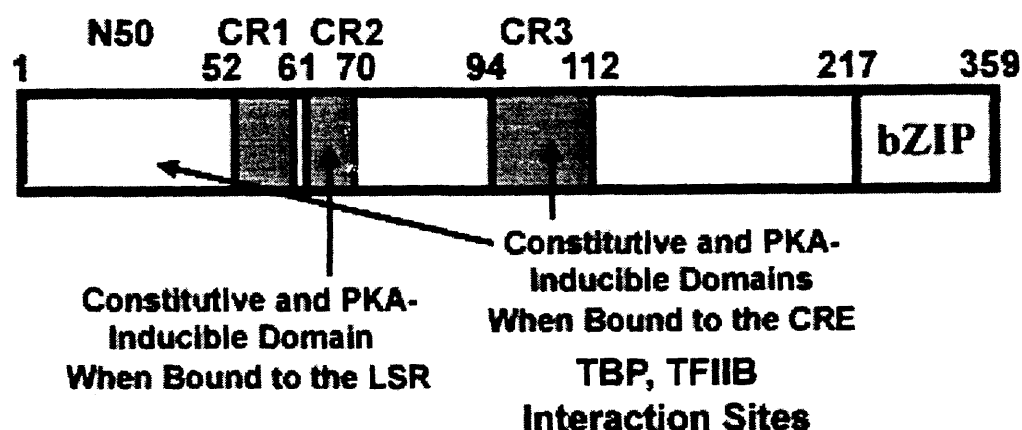 N50 CR1 CR2 CR3
1 52 61 70 94 112 217 359
bZIP
Constitutive and PKA-
Inducible Domain
When Bound to the LSR
Constitutive and PKA-
Inducible Domains
When Bound to the CRE
TBP, TFIIB
Interaction Sites